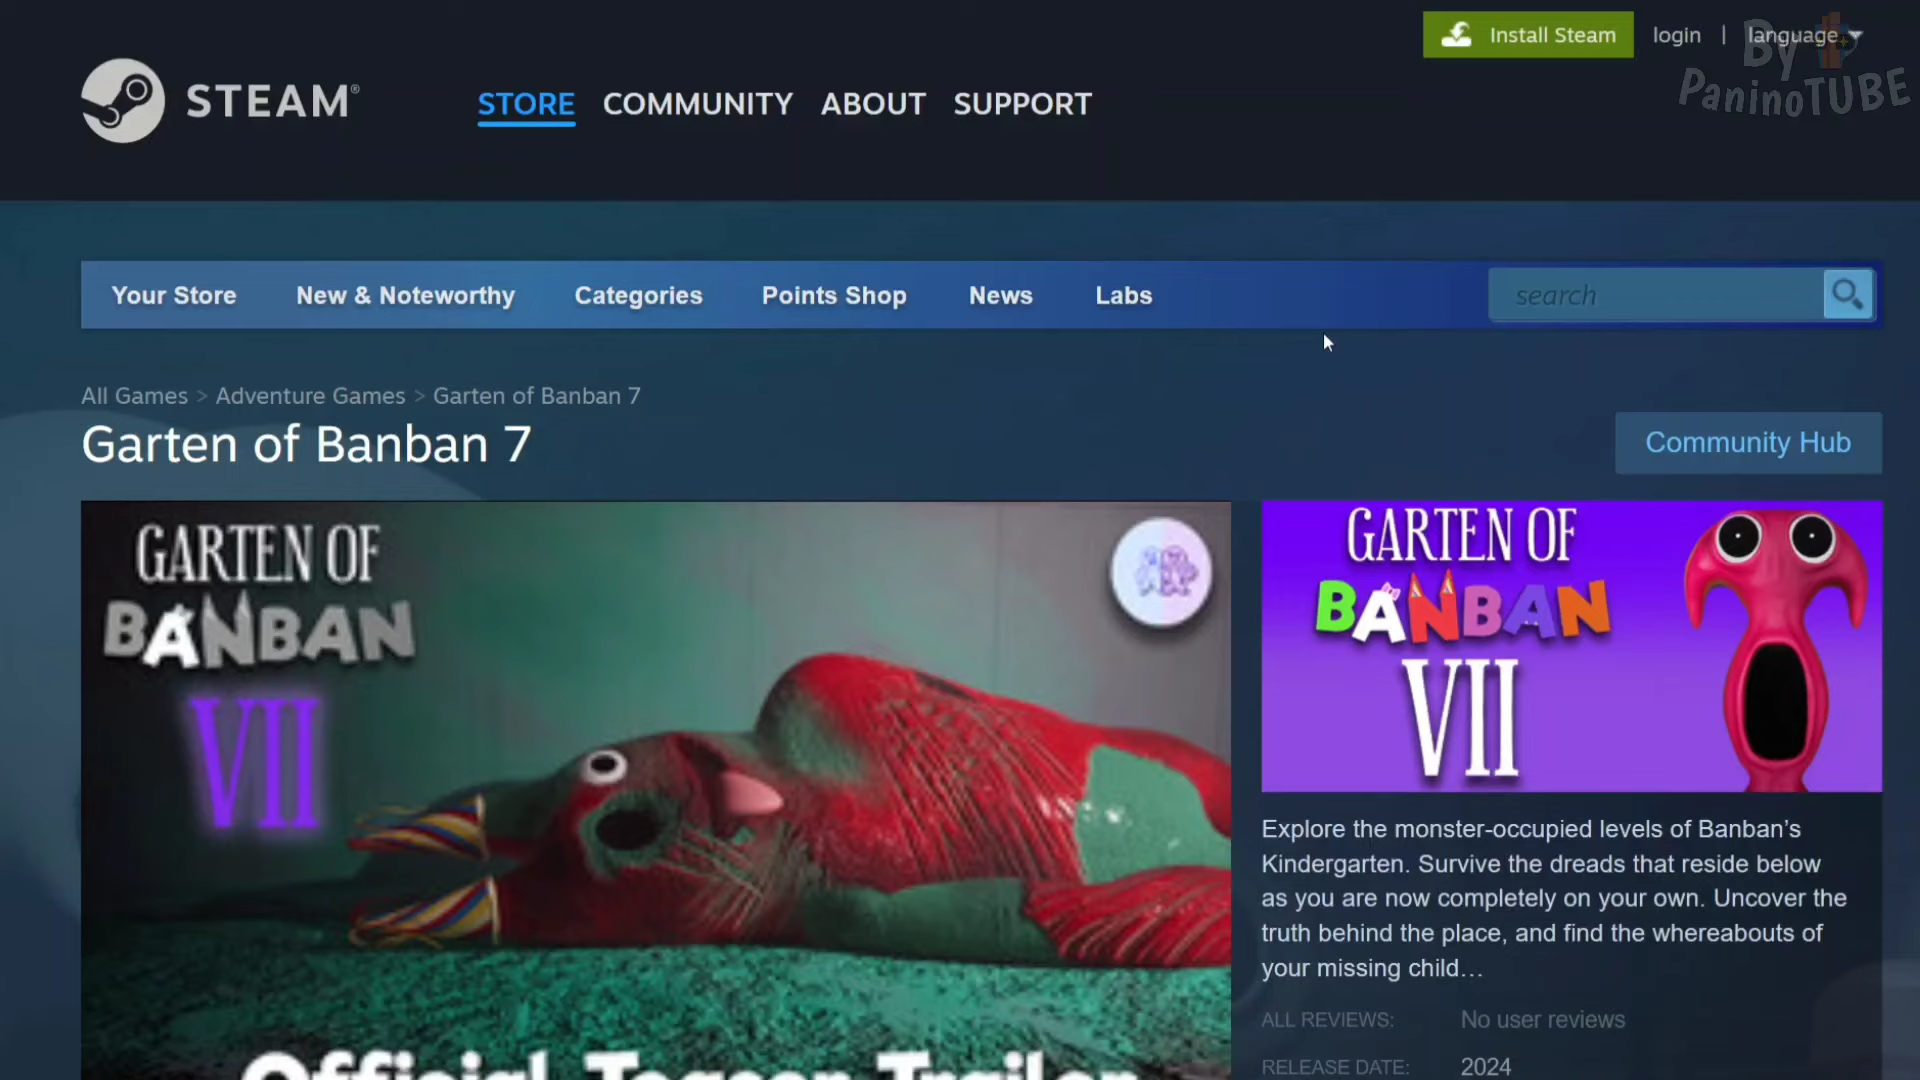 Install Steam
login | language
By
PaninoTUBE
STEAM®
STORE COMMUNITY ABOUT SUPPORT
Your Store New & Noteworthy Categories Points Shop News Labs
search
All Games > Adventure Games > Garten of Banban 7
Garten of Banban 7
Community Hub
GARTEN OF
BANBAN
VII
Official Teaser Trailer
GARTEN OF
BANBAN
VII
Explore the monster-occupied levels of Banban’s
Kindergarten. Survive the dreads that reside below
as you are now completely on your own. Uncover the
truth behind the place, and find the whereabouts of
your missing child…
ALL REVIEWS: No user reviews
RELEASE DATE: 2024